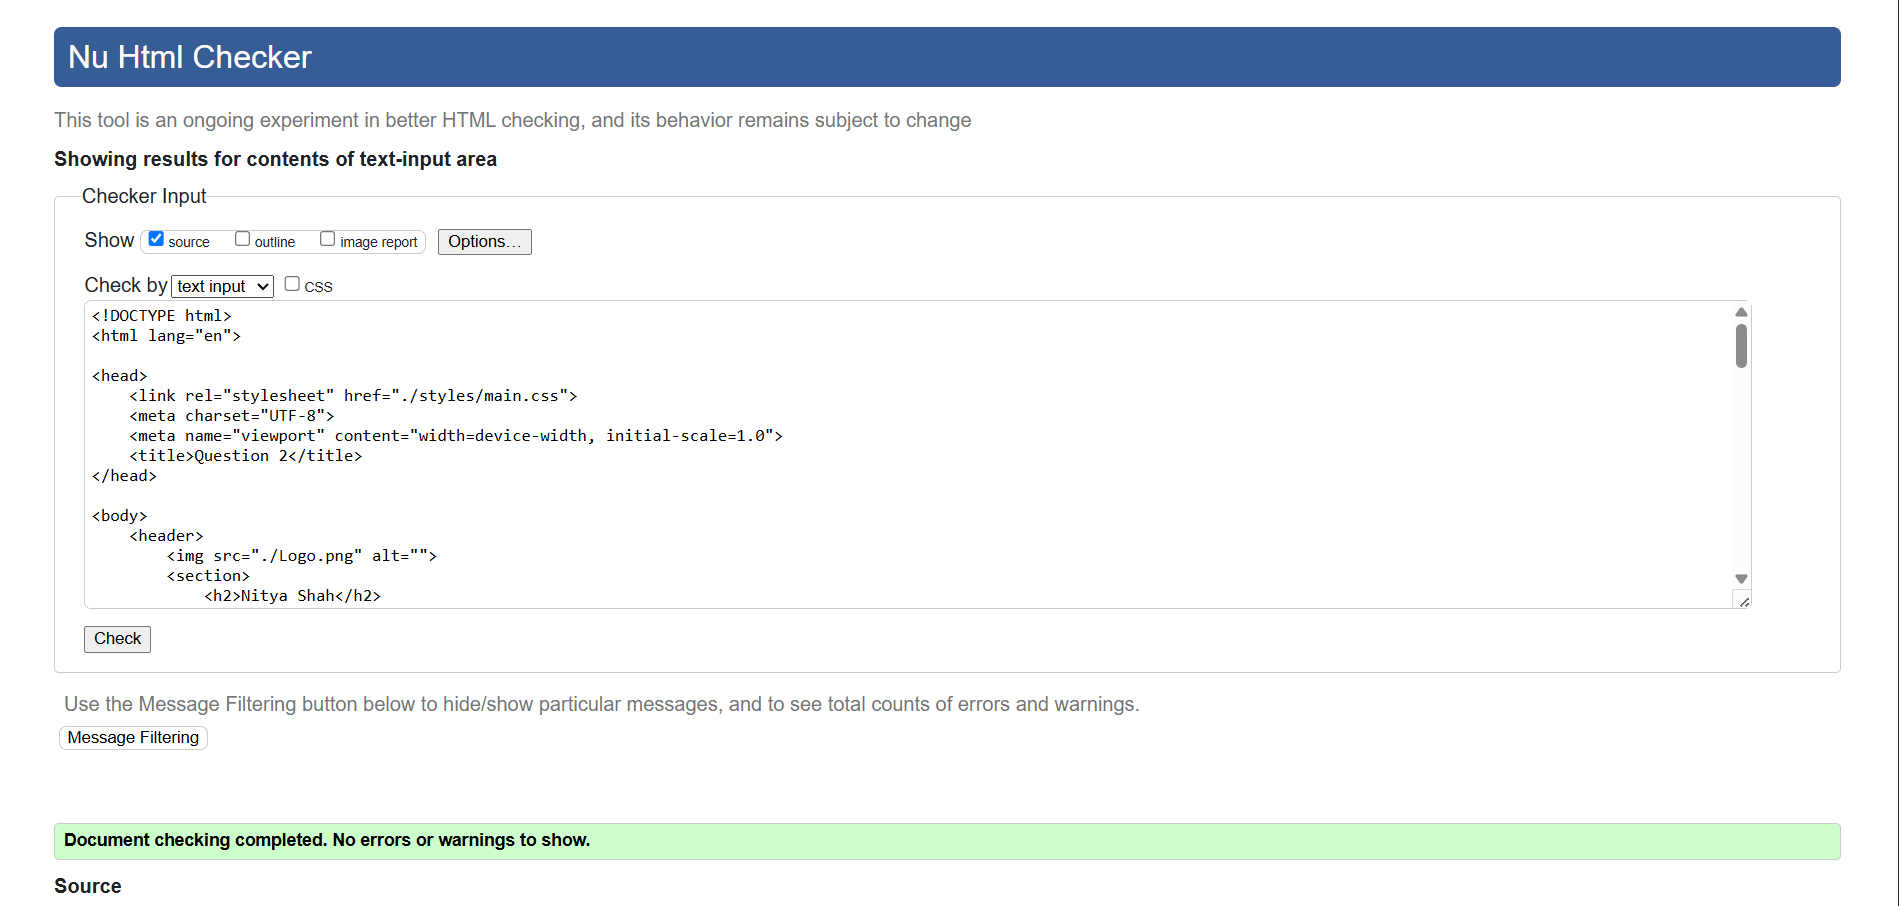 Nu Html Checker
This tool is an ongoing experiment in better HTML checking, and its behavior remains subject to change
Showing results for contents of text-input area
Checker Input
Show source outline image report Options...
Check by text input CSS
<!DOCTYPE html>
<html lang="en">
<head>
<link rel="stylesheet" href="./styles/main.css">
<meta charset="UTF-8">
<meta name="viewport" content="width=device-width, initial-scale=1.0">
<title>Question 2</title>
</head>
<body>
<header>
<img src="./Logo.png" alt="">
<section>
<h2>Nitya Shah</h2>
Check
Use the Message Filtering button below to hide/show particular messages, and to see total counts of errors and warnings.
Message Filtering
Document checking completed. No errors or warnings to show.
Source